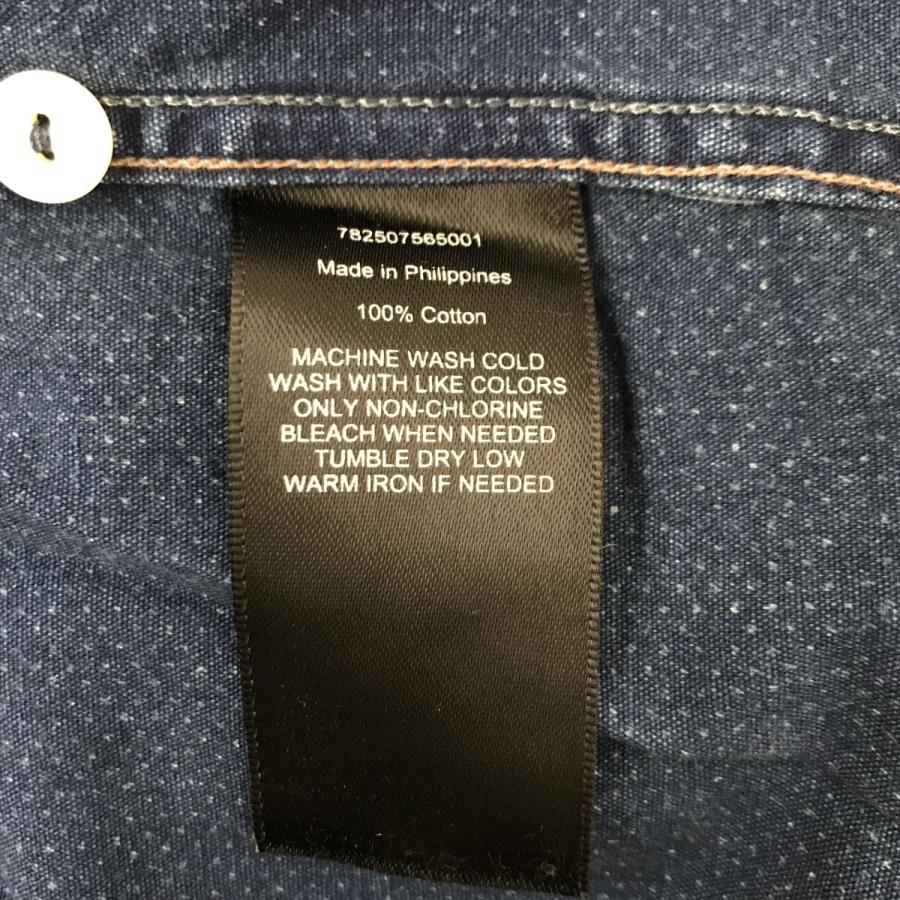 782507565001
Made in Philippines
100% Cotton
MACHINE WASH COLD
WASH WITH LIKE COLORS
ONLY NON-CHLORINE
BLEACH WHEN NEEDED
TUMBLE DRY LOW
WARM IRON IF NEEDED